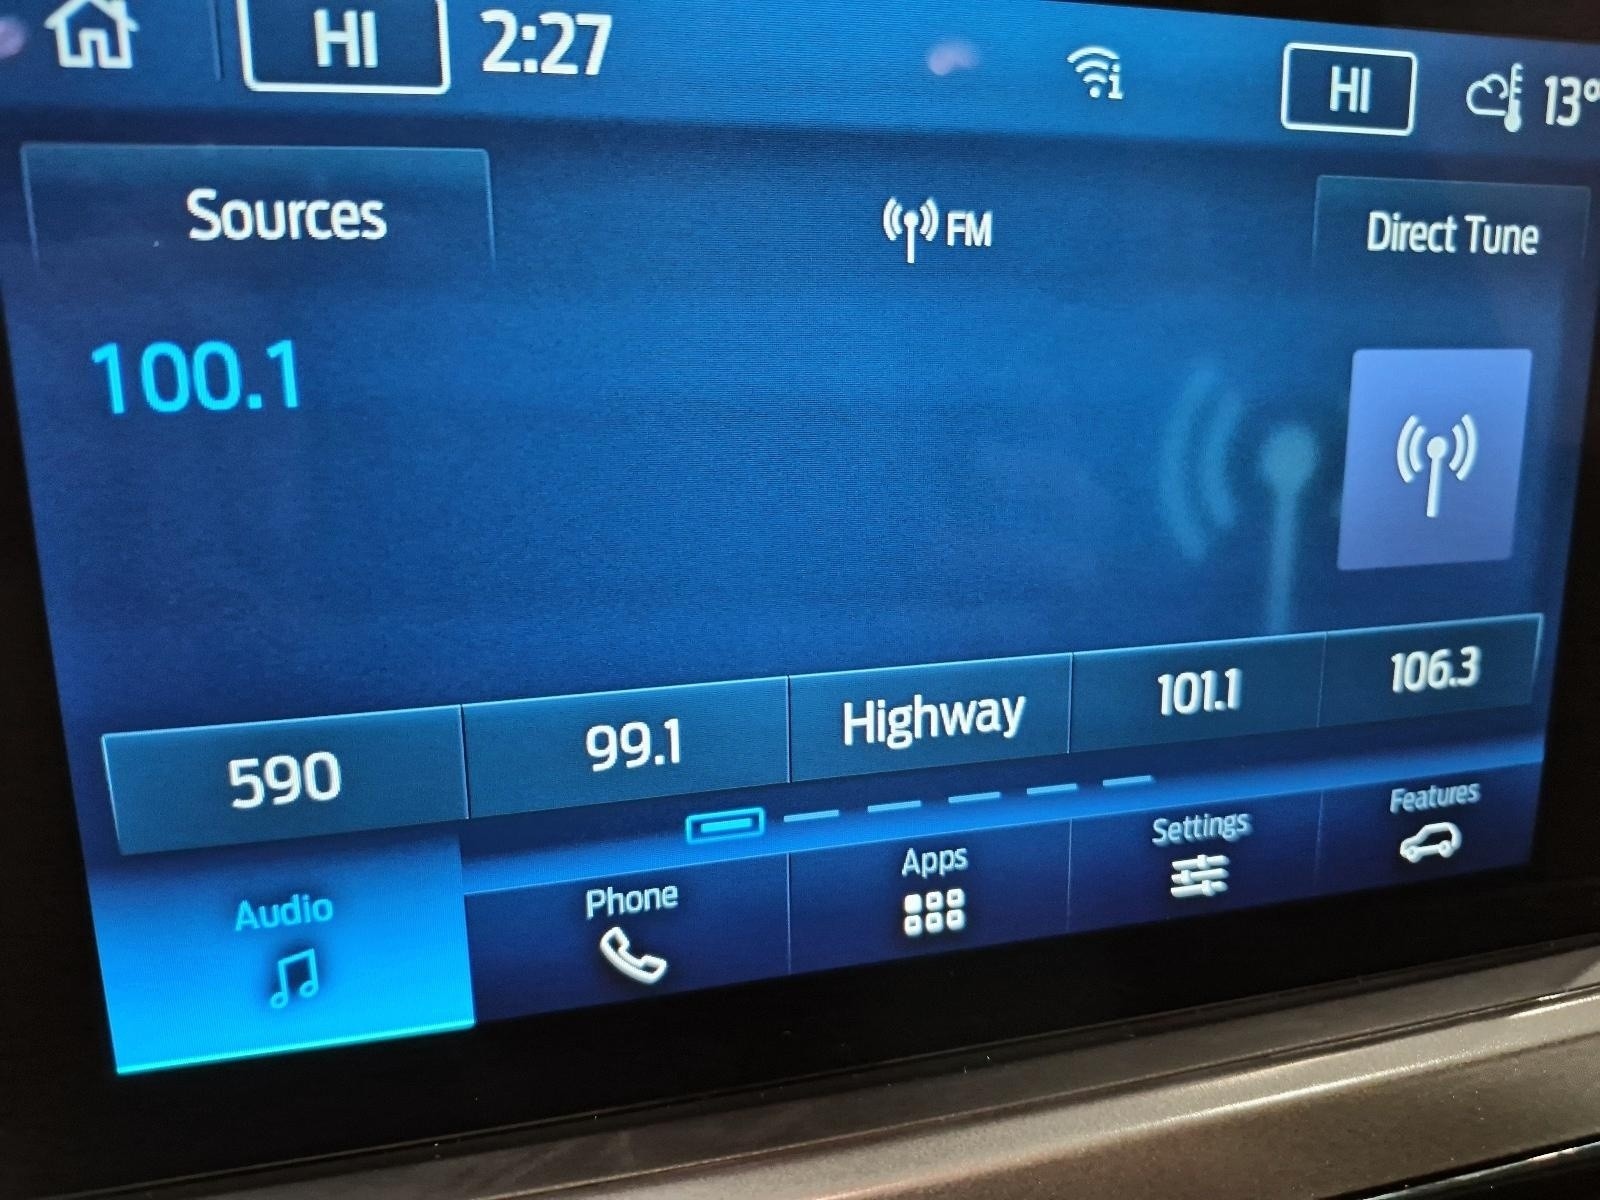 HI 2:27 HI 13°
Sources FM Direct Tune
100.1
590 99.1 Highway 101.1 106.3
Audio Phone Apps Settings Features